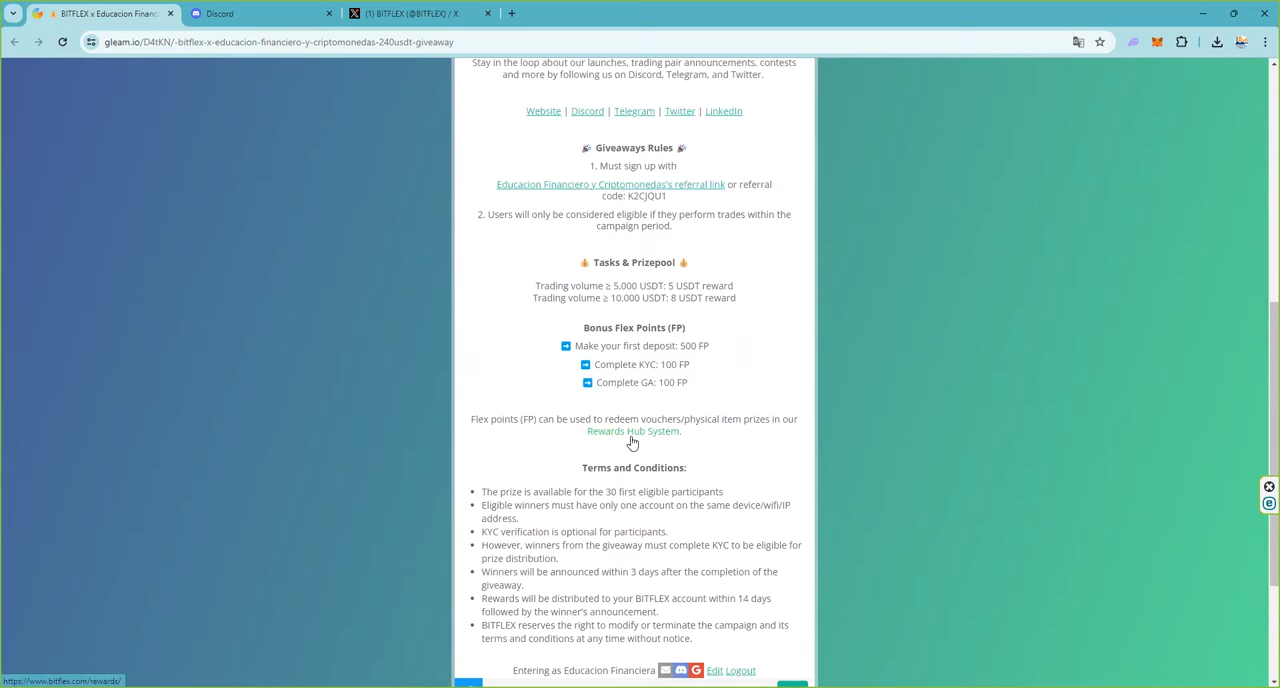 BITFLEX x Educacion Financ
Discord
(1) BITFLEX (@BITFLEX) / X
gleam.io/D4tKN/-bitflex-x-educacion-financiero-y-criptomonedas-240usdt-giveaway
Stay in the loop about our launches, trading pair announcements, contests
and more by following us on Discord, Telegram, and Twitter.
Website | Discord | Telegram | Twitter | LinkedIn
🎉 Giveaways Rules 🎉
1. Must sign up with
Educacion Financiero y Criptomonedas's referral link or referral
code: K2CJQU1
2. Users will only be considered eligible if they perform trades within the
campaign period.
💰 Tasks & Prizepool 💰
Trading volume ≥ 5,000 USDT: 5 USDT reward
Trading volume ≥ 10,000 USDT: 8 USDT reward
Bonus Flex Points (FP)
➡️ Make your first deposit: 500 FP
➡️ Complete KYC: 100 FP
➡️ Complete GA: 100 FP
Flex points (FP) can be used to redeem vouchers/physical item prizes in our
Rewards Hub System.
Terms and Conditions:
• The prize is available for the 30 first eligible participants
• Eligible winners must have only one account on the same device/wifi/IP
address.
• KYC verification is optional for participants.
• However, winners from the giveaway must complete KYC to be eligible for
prize distribution.
• Winners will be announced within 3 days after the completion of the
giveaway.
• Rewards will be distributed to your BITFLEX account within 14 days
followed by the winner's announcement.
• BITFLEX reserves the right to modify or terminate the campaign and its
terms and conditions at any time without notice.
Entering as Educacion Financiera Edit Logout
https://www.bitflex.com/rewards/